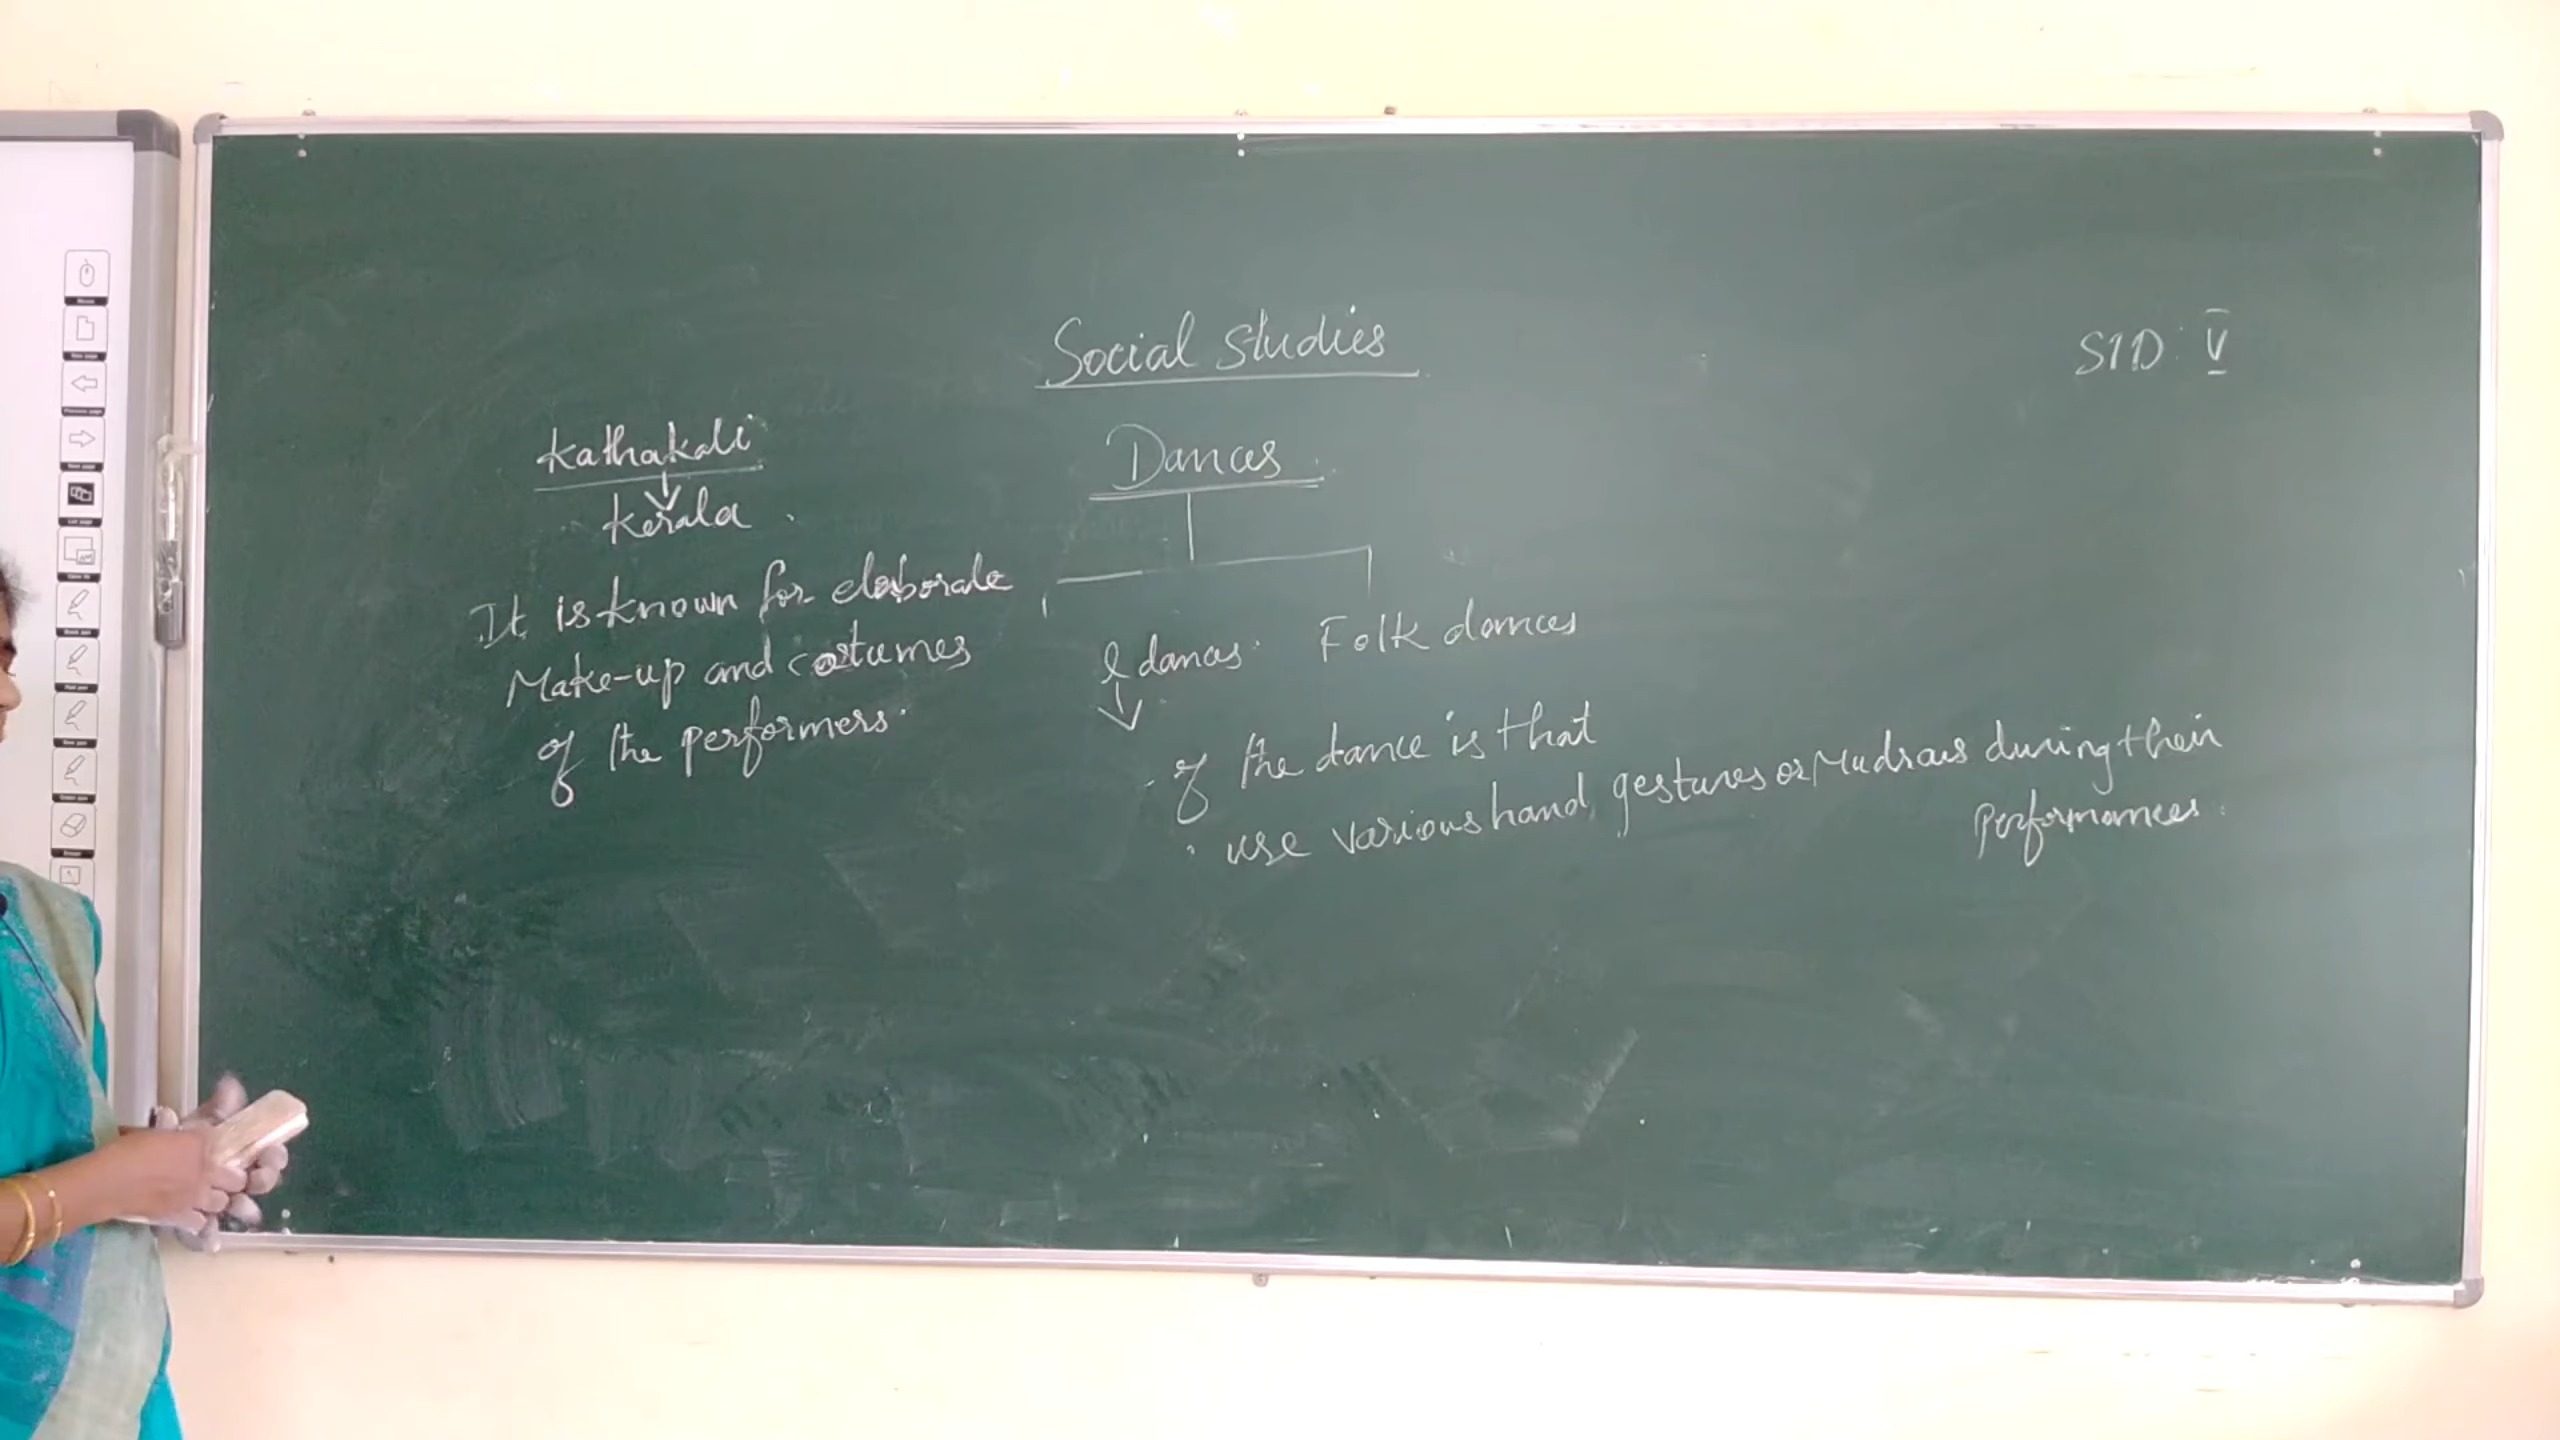 Social Studies
STD: V
Kathakali
Kerala
It is known for elaborate
Make-up and costumes
of the performers.
Dances
l dances. Folk dances
of the dance is that
use various hand gestures or Mudras during their
performances.